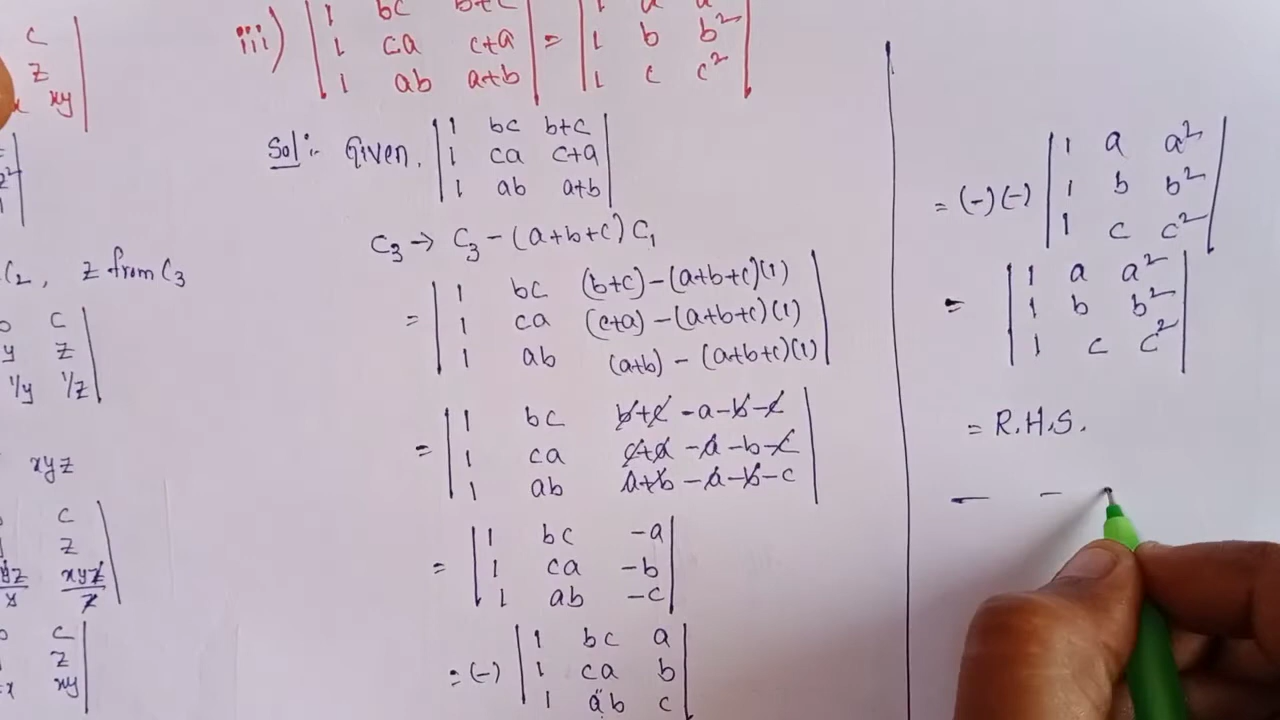 c
z
xy
C2, z from C3
c
y z
1/y 1/z
xyz
c
z
xyz/z
c
z
xy
iii) | 1 bc b+c | = | 1 a a² |
| 1 ca c+a | | 1 b b² |
| 1 ab a+b | | 1 c c² |
Sol:- Given. | 1 bc b+c |
| 1 ca c+a |
| 1 ab a+b |
C3 → C3 - (a+b+c) C1
= | 1 bc (b+c)-(a+b+c)(1) |
| 1 ca (c+a) - (a+b+c)(1) |
| 1 ab (a+b) - (a+b+c)(1) |
= | 1 bc b+c -a-b-c |
| 1 ca c+a -a-b-c |
| 1 ab a+b -a-b-c |
= | 1 bc -a |
| 1 ca -b |
| 1 ab -c |
= (-) | 1 bc a |
| 1 ca b |
| 1 ab c |
= (-)(-) | 1 a a² |
| 1 b b² |
| 1 c c² |
= | 1 a a² |
| 1 b b² |
| 1 c c² |
= R.H.S.